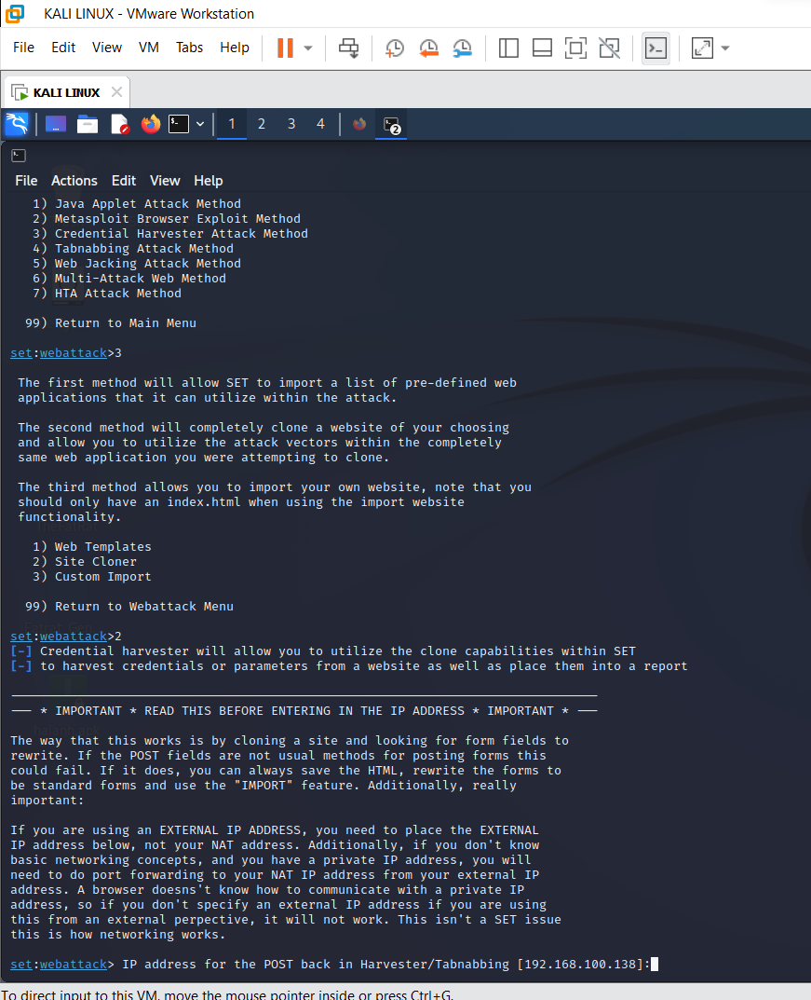 KALI LINUX - VMware Workstation
File Edit View VM Tabs Help
KALI LINUX
1 2 3 4 2
File Actions Edit View Help
1) Java Applet Attack Method
2) Metasploit Browser Exploit Method
3) Credential Harvester Attack Method
4) Tabnabbing Attack Method
5) Web Jacking Attack Method
6) Multi-Attack Web Method
7) HTA Attack Method
99) Return to Main Menu
set:webattack>3
The first method will allow SET to import a list of pre-defined web
applications that it can utilize within the attack.
The second method will completely clone a website of your choosing
and allow you to utilize the attack vectors within the completely
same web application you were attempting to clone.
The third method allows you to import your own website, note that you
should only have an index.html when using the import website
functionality.
1) Web Templates
2) Site Cloner
3) Custom Import
99) Return to Webattack Menu
set:webattack>2
[-] Credential harvester will allow you to utilize the clone capabilities within SET
[-] to harvest credentials or parameters from a website as well as place them into a report
--- * IMPORTANT * READ THIS BEFORE ENTERING IN THE IP ADDRESS * IMPORTANT * ---
The way that this works is by cloning a site and looking for form fields to
rewrite. If the POST fields are not usual methods for posting forms this
could fail. If it does, you can always save the HTML, rewrite the forms to
be standard forms and use the "IMPORT" feature. Additionally, really
important:
If you are using an EXTERNAL IP ADDRESS, you need to place the EXTERNAL
IP address below, not your NAT address. Additionally, if you don't know
basic networking concepts, and you have a private IP address, you will
need to do port forwarding to your NAT IP address from your external IP
address. A browser doesns't know how to communicate with a private IP
address, so if you don't specify an external IP address if you are using
this from an external perpective, it will not work. This isn't a SET issue
this is how networking works.
set:webattack> IP address for the POST back in Harvester/Tabnabbing [192.168.100.138]:
To direct input to this VM, move the mouse pointer inside or press Ctrl+G.